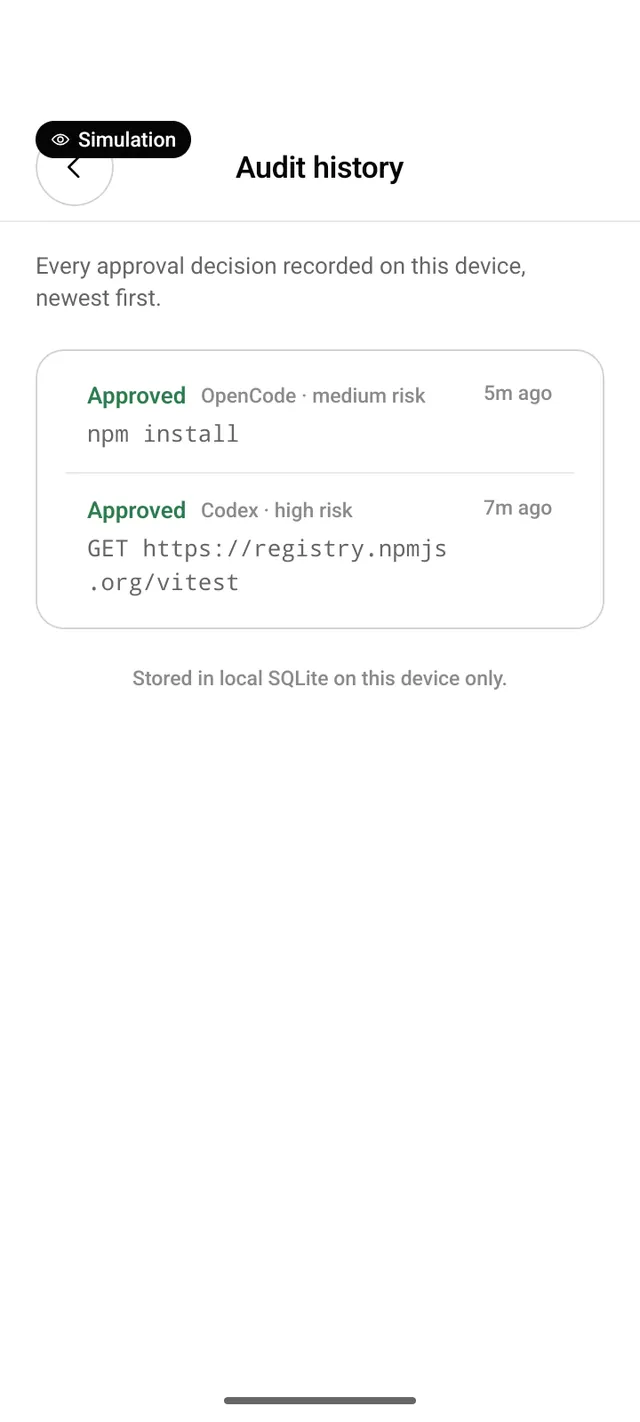 Simulation
Audit history
Every approval decision recorded on this device,
newest first.
Approved OpenCode · medium risk 5m ago
npm install
Approved Codex · high risk 7m ago
GET https://registry.npmjs
.org/vitest
Stored in local SQLite on this device only.